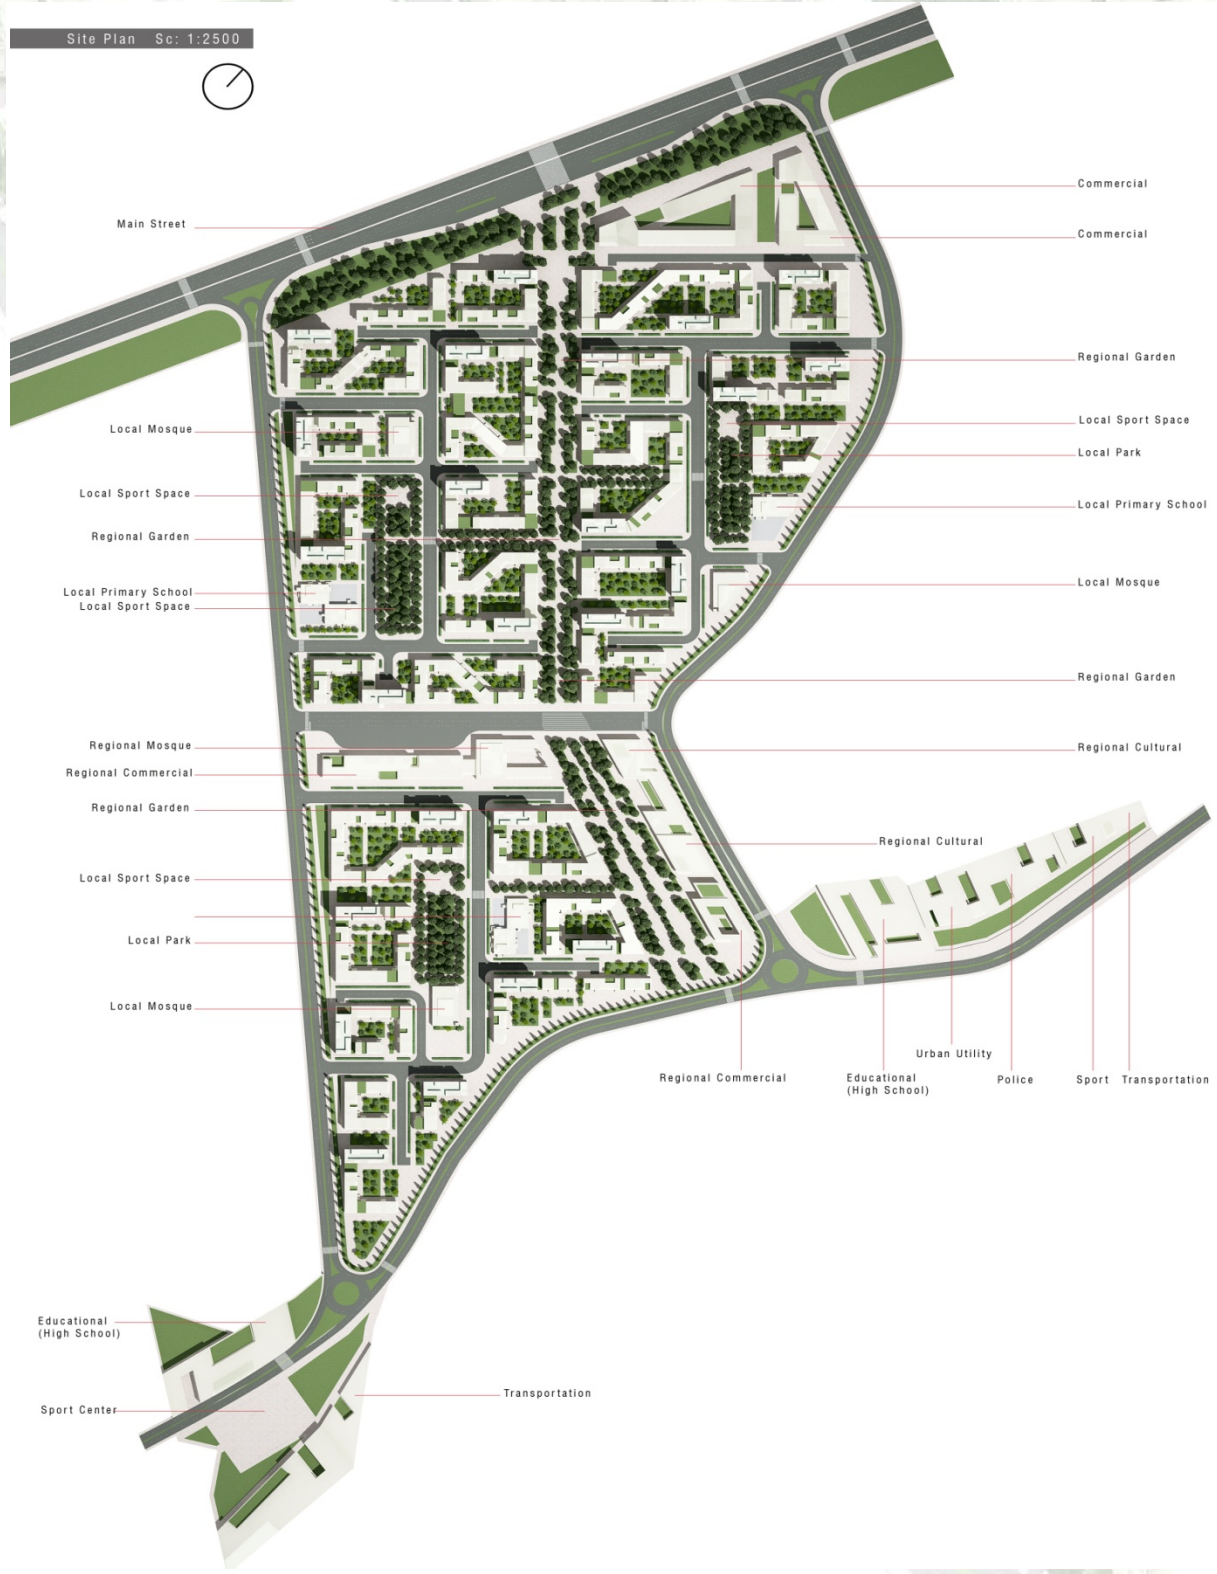 Site Plan Sc: 1:2500
Main Street
Local Mosque
Local Sport Space
Regional Garden
Local Primary School
Local Sport Space
Regional Mosque
Regional Commercial
Regional Garden
Local Sport Space
Local Park
Local Mosque
Educational
(High School)
Sport Center
Commercial
Commercial
Regional Garden
Local Sport Space
Local Park
Local Primary School
Local Mosque
Regional Garden
Regional Cultural
Regional Cultural
Regional Commercial
Educational
(High School)
Urban Utility
Police
Sport
Transportation
Transportation